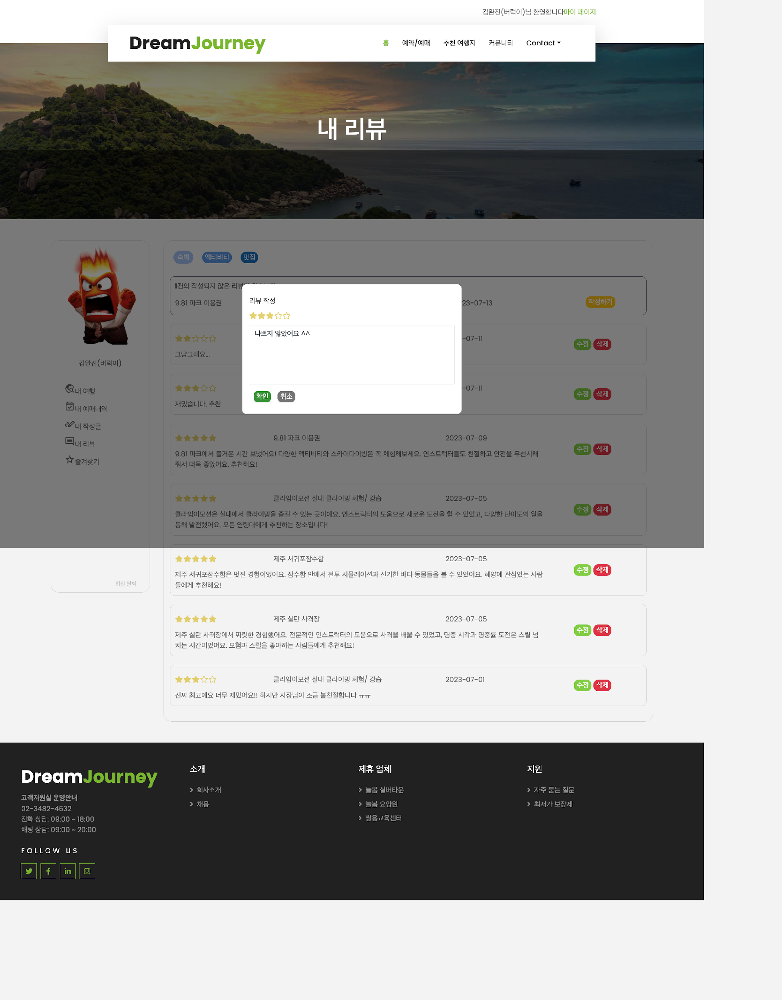 김완진(버럭이)님 환영합니다마이 페이지
DreamJourney
홈 예약/예매 추천 여행지 커뮤니티 Contact
내 리뷰
김완진(버럭이)
내 여행
내 예매내역
내 작성글
내 리뷰
즐겨찾기
회원 탈퇴
숙박 액티비티 맛집
1건의 작성되지 않은
9.81 파크 이용권 23-07-13 작성하기
리뷰 작성
나쁘지 않았어요 ^^
확인 취소
-07-11 수정 삭제
그냥그래요...
-07-11 수정 삭제
재밌습니다. 추천
9.81 파크 이용권 2023-07-09 수정 삭제
9.81 파크에서 즐거운 시간 보냈어요! 다양한 액티비티와 스카이다이빙은 꼭 체험해보세요. 인스트럭터들도 친절하고 안전을 우선시해
줘서 더욱 좋았어요. 추천해요!
클라임이모션 실내 클라이밍 체험/ 강습 2023-07-05 수정 삭제
클라임이모션은 실내에서 클라이밍을 즐길 수 있는 곳이에요. 인스트럭터의 도움으로 새로운 도전을 할 수 있었고, 다양한 난이도의 월을
통해 발전했어요. 모든 연령대에게 추천하는 장소입니다!
제주 서귀포잠수함 2023-07-05 수정 삭제
제주 서귀포잠수함은 멋진 경험이었어요. 잠수함 안에서 전투 시뮬레이션과 신기한 바다 동물들을 볼 수 있었어요. 해양에 관심있는 사람
들에게 추천해요!
제주 실탄 사격장 2023-07-05 수정 삭제
제주 실탄 사격장에서 짜릿한 경험했어요. 전문적인 인스트럭터의 도움으로 사격을 배울 수 있었고, 명중 시각과 명중률 도전은 스릴 넘
치는 시간이었어요. 모험과 스릴을 좋아하는 사람들에게 추천해요!
클라임이모션 실내 클라이밍 체험/ 강습 2023-07-01 수정 삭제
진짜 최고에요 너무 재밌어요!! 하지만 사장님이 조금 불친절합니다 ㅠㅠ
DreamJourney
고객지원실 운영안내
02-3482-4632
전화 상담: 09:00 ~ 18:00
채팅 상담: 09:00 ~ 20:00
FOLLOW US
소개
회사소개
채용
제휴 업체
늘봄 실버타운
늘봄 요양원
쌍용교육센터
지원
자주 묻는 질문
최저가 보장제